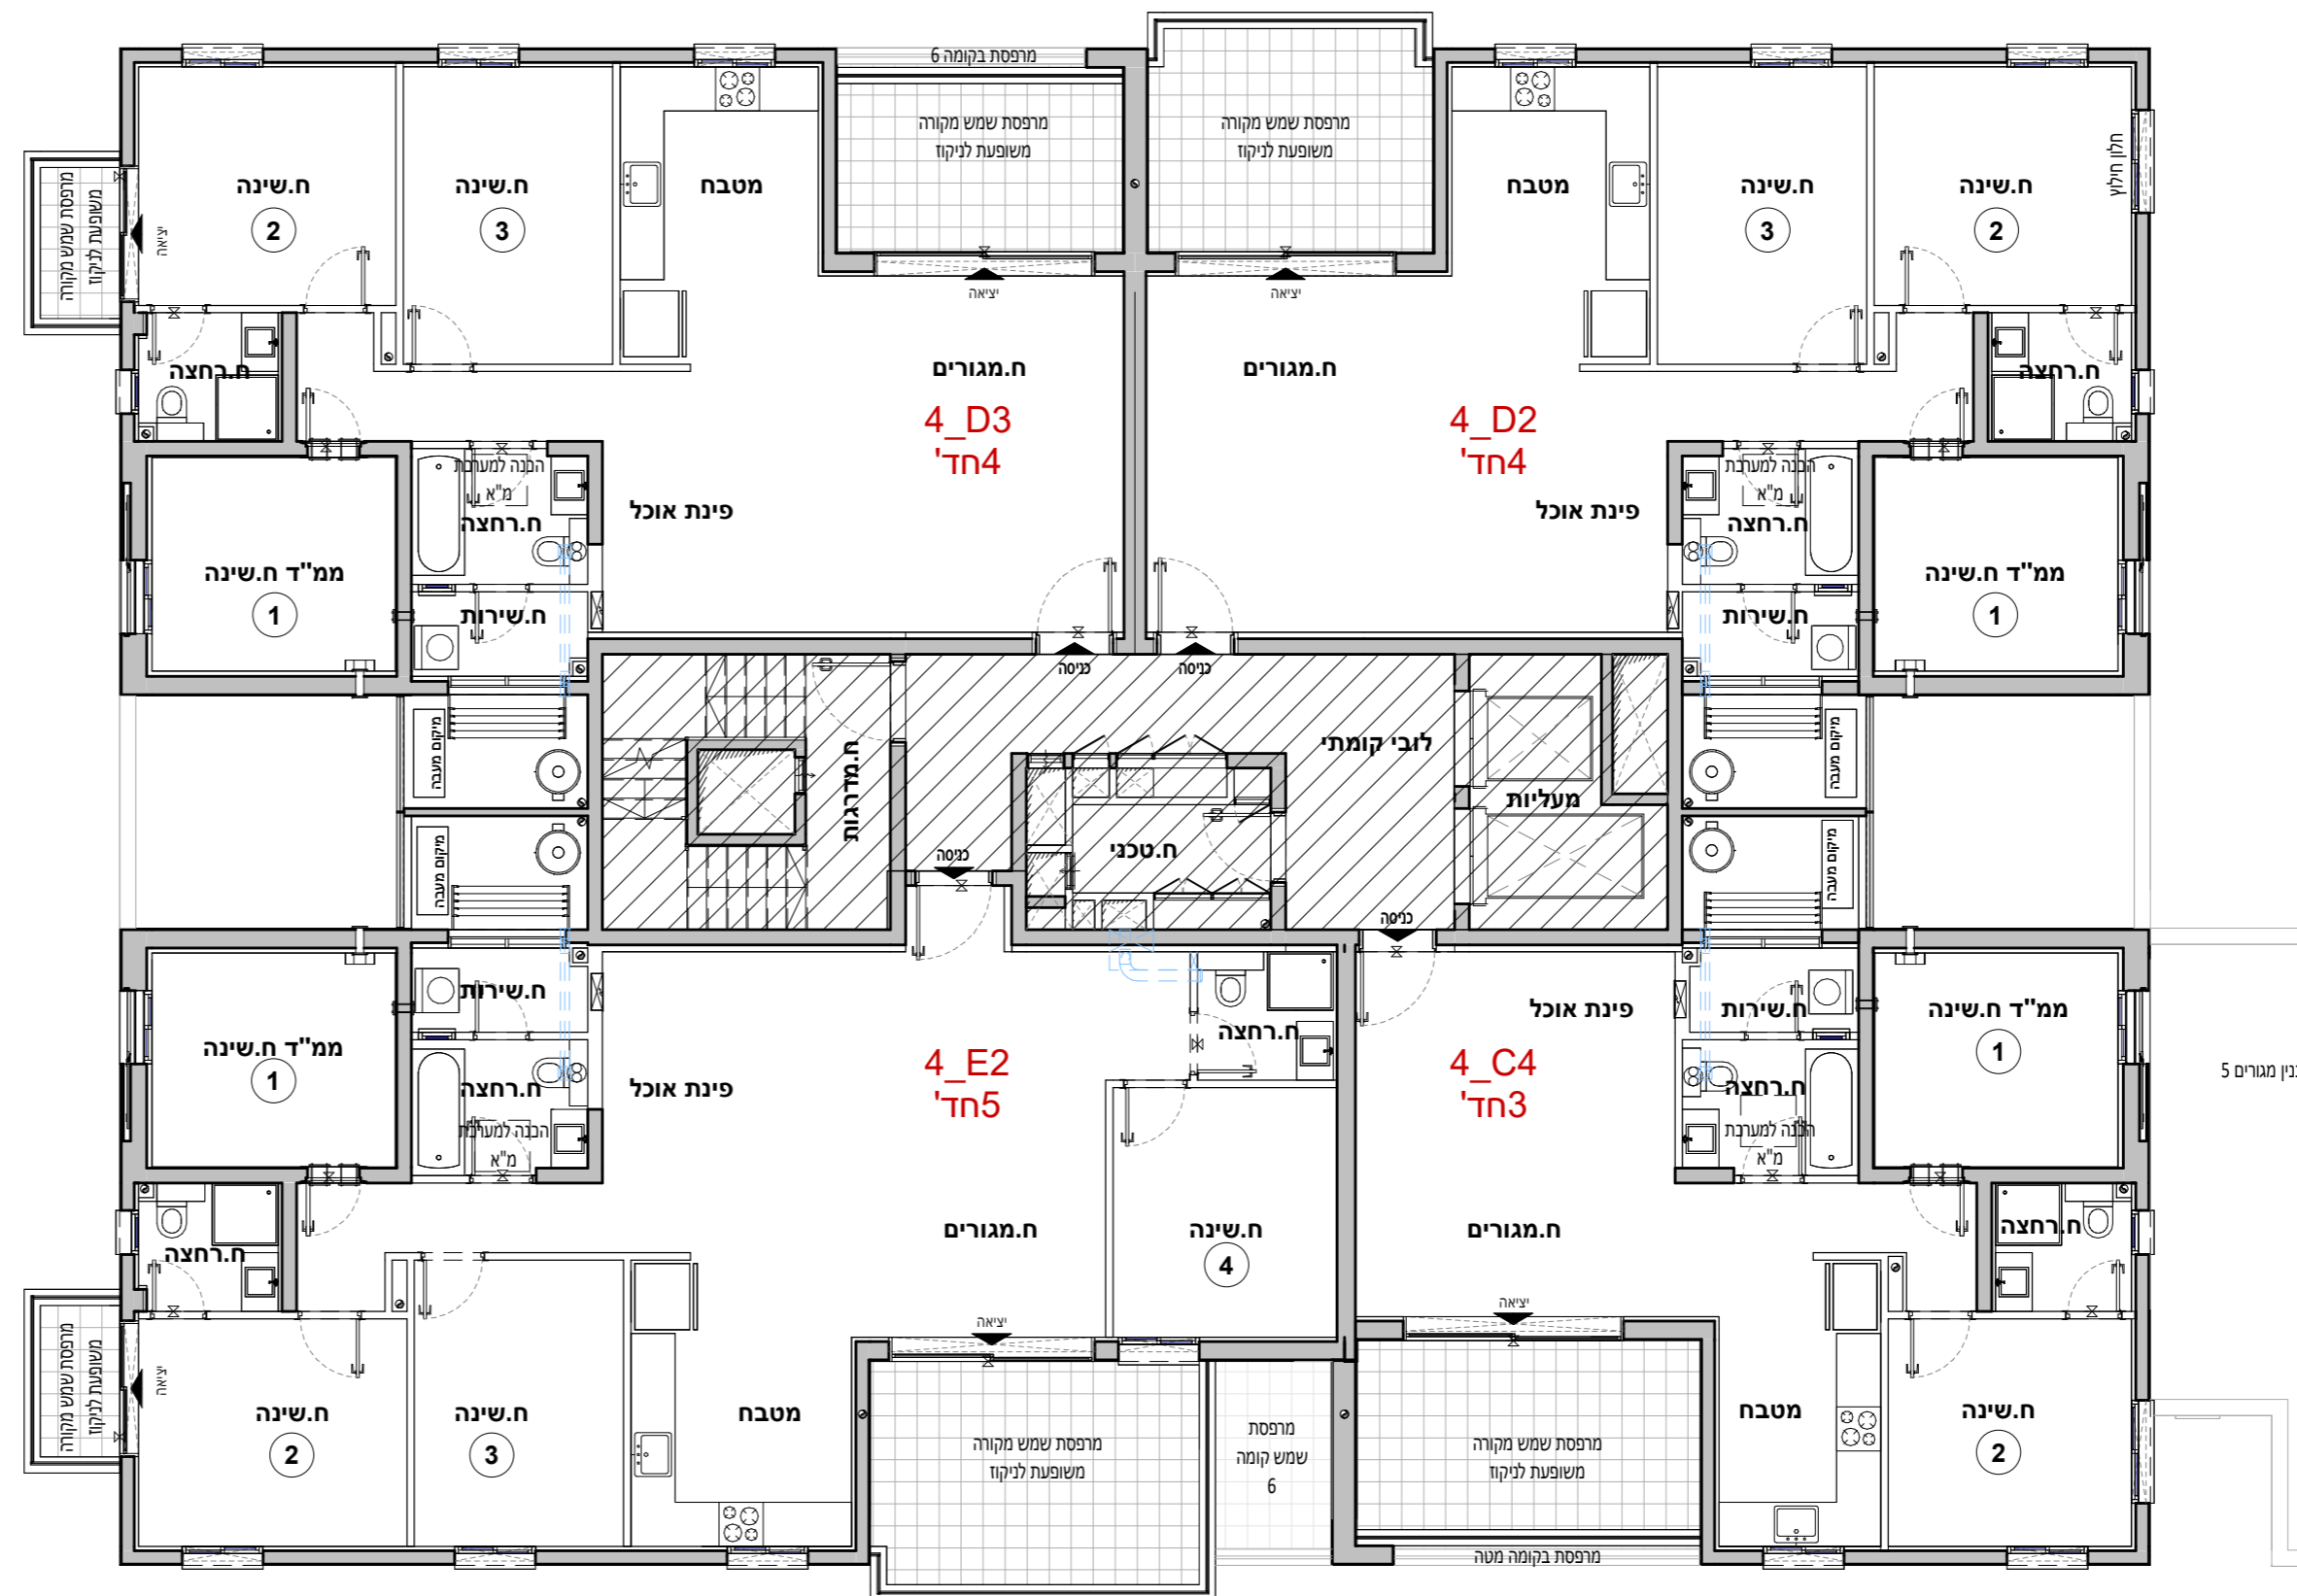 מרפסת בקומה 6
מרפסת שמש מקורה
משופעת לניקוז
מרפסת שמש מקורה
משופעת לניקוז
מרפסת שמש מקורה
משופעת לניקוז
יציאה
ח.שינה
2
ח.שינה
3
מטבח
מטבח
ח.שינה
3
ח.שינה
2
חלון חילוץ
יציאה
יציאה
ח.רחצה
ח.מגורים
ח.מגורים
ח.רחצה
4_D3
4חד'
4_D2
4חד'
הכנה למערכת
מ"א
ח.רחצה
פינת אוכל
פינת אוכל
הכנה למערכת
מ"א
ח.רחצה
ממ"ד ח.שינה
1
ח.שירות
ח.שירות
ממ"ד ח.שינה
1
כניסה
כניסה
מיקום מעבה
ח.מדרגות
לובי קומתי
מעליות
מיקום מעבה
מיקום מעבה
כניסה
ח.טכני
כניסה
מיקום מעבה
ממ"ד ח.שינה
1
ח.שירות
פינת אוכל
ח.שירות
ממ"ד ח.שינה
1
ח.רחצה
4_E2
5חד'
4_C4
3חד'
ח.רחצה
הכנה למערכת
מ"א
פינת אוכל
ח.רחצה
הכנה למערכת
מ"א
בנין מגורים 5
ח.רחצה
ח.מגורים
ח.שינה
4
ח.מגורים
ח.רחצה
יציאה
יציאה
מרפסת שמש מקורה
משופעת לניקוז
יציאה
ח.שינה
2
ח.שינה
3
מטבח
מרפסת שמש מקורה
משופעת לניקוז
מרפסת
שמש קומה
6
מרפסת שמש מקורה
משופעת לניקוז
מטבח
ח.שינה
2
מרפסת בקומה מטה